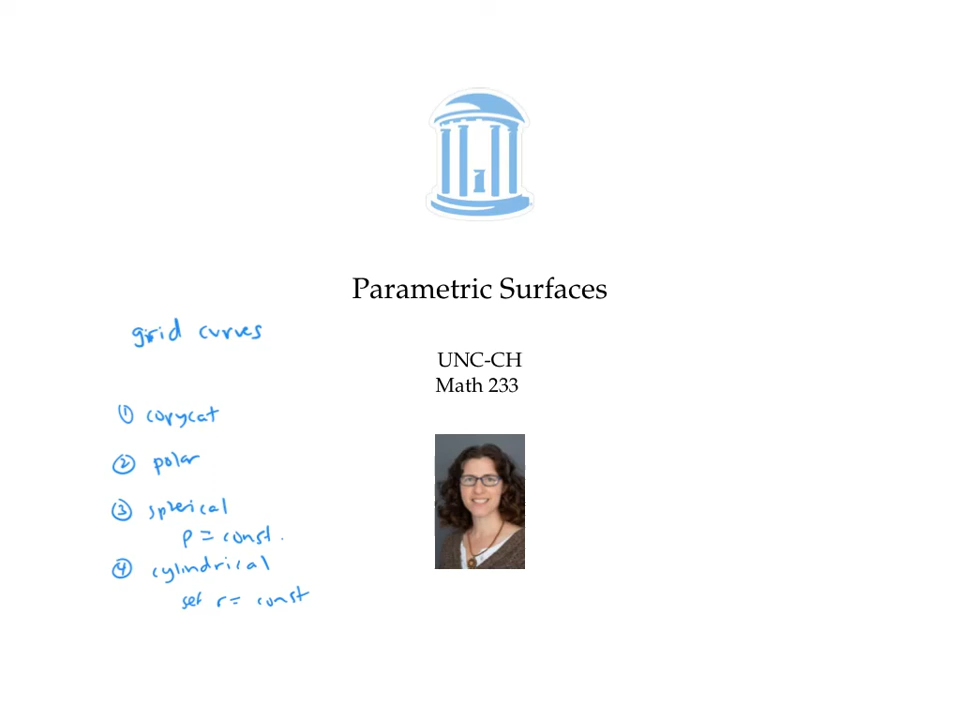 Parametric Surfaces
grid curves
UNC-CH
Math 233
① copycat
② polar
③ spherical
ρ = const.
④ cylindrical
set r = const